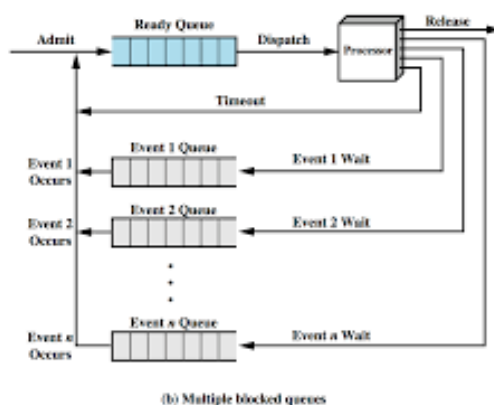 Ready Queue
Release
Admit
Dispatch
Processor
Timeout
Event 1 Queue
Event 1
Occurs
Event 1 Wait
Event 2 Queue
Event 2
Occurs
Event 2 Wait
Event n Queue
Event n
Occurs
Event n Wait
(b) Multiple blocked queues